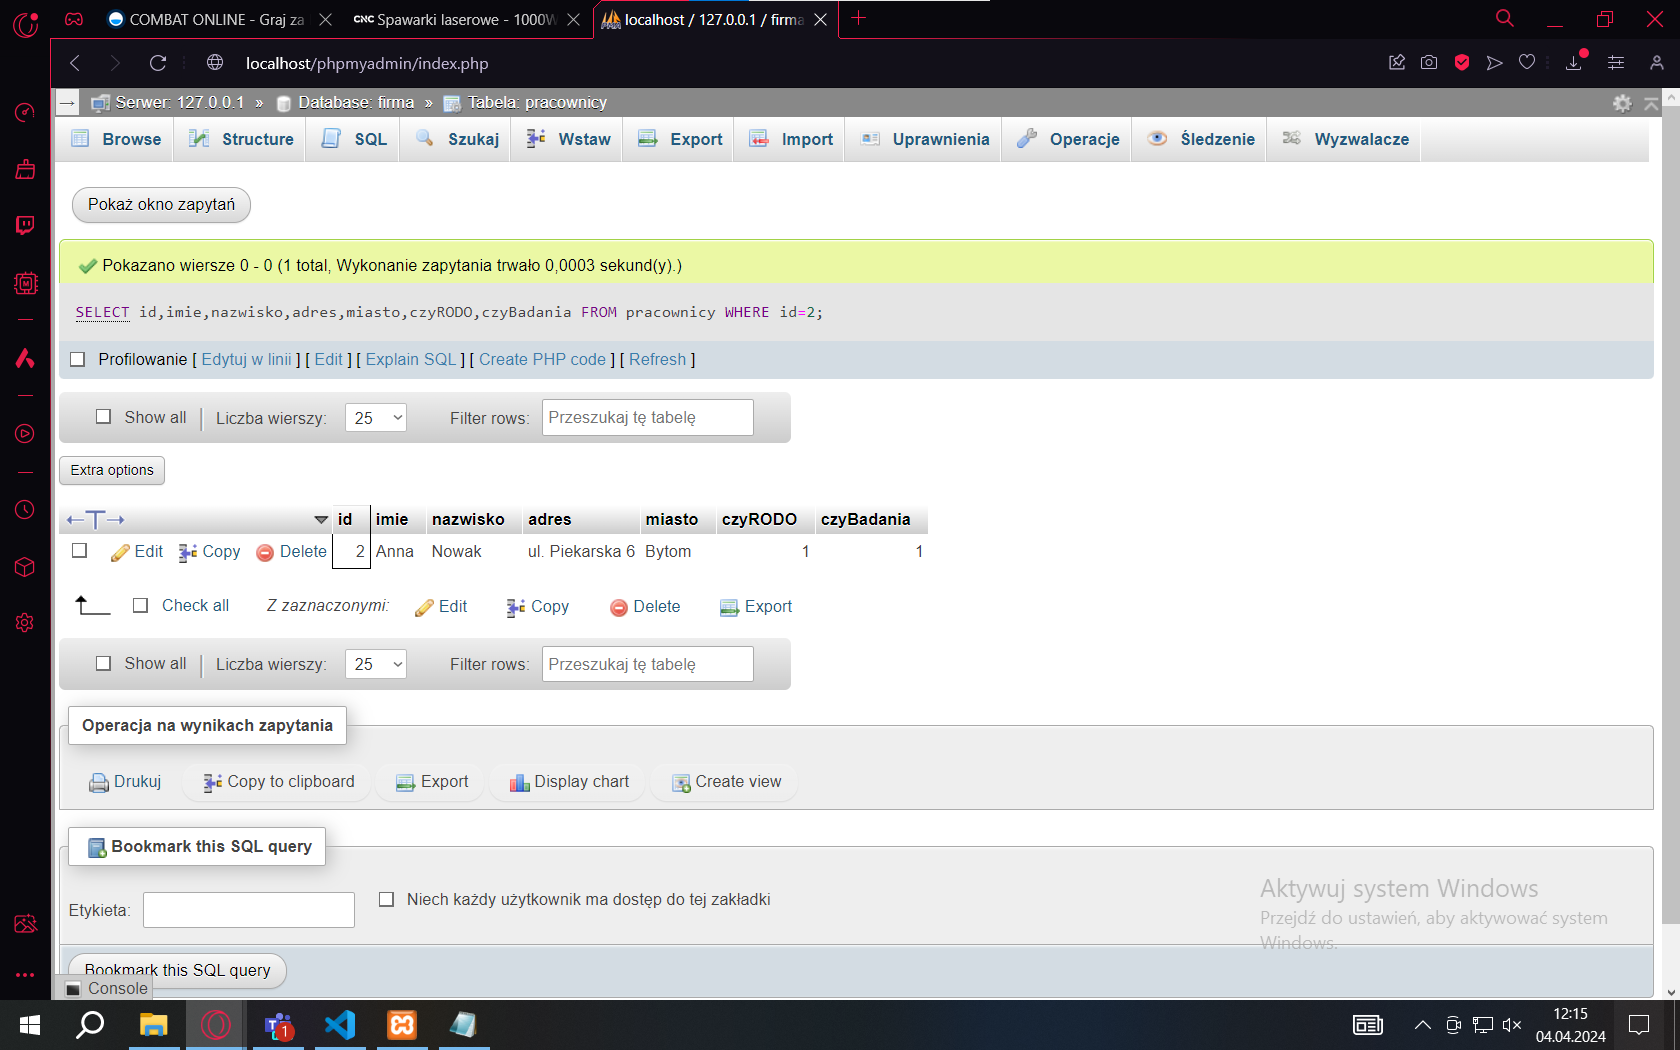 COMBAT ONLINE - Graj za
CNC Spawarki laserowe - 1000W
localhost / 127.0.0.1 / firma
localhost/phpmyadmin/index.php
Serwer: 127.0.0.1 » Database: firma » Tabela: pracownicy
Browse Structure SQL Szukaj Wstaw Export Import Uprawnienia Operacje Śledzenie Wyzwalacze
Pokaż okno zapytań
Pokazano wiersze 0 - 0 (1 total, Wykonanie zapytania trwało 0,0003 sekund(y).)
SELECT id,imie,nazwisko,adres,miasto,czyRODO,czyBadania FROM pracownicy WHERE id=2;
Profilowanie [ Edytuj w linii ] [ Edit ] [ Explain SQL ] [ Create PHP code ] [ Refresh ]
Show all Liczba wierszy: 25 Filter rows: Przeszukaj tę tabelę
Extra options
←T→ id imie nazwisko adres miasto czyRODO czyBadania
Edit Copy Delete 2 Anna Nowak ul. Piekarska 6 Bytom 1 1
Check all Z zaznaczonymi: Edit Copy Delete Export
Show all Liczba wierszy: 25 Filter rows: Przeszukaj tę tabelę
Operacja na wynikach zapytania
Drukuj Copy to clipboard Export Display chart Create view
Bookmark this SQL query
Etykieta: Niech każdy użytkownik ma dostęp do tej zakładki
Aktywuj system Windows
Przejdź do ustawień, aby aktywować system
Windows.
Bookmark this SQL query
Console
1
12:15
04.04.2024